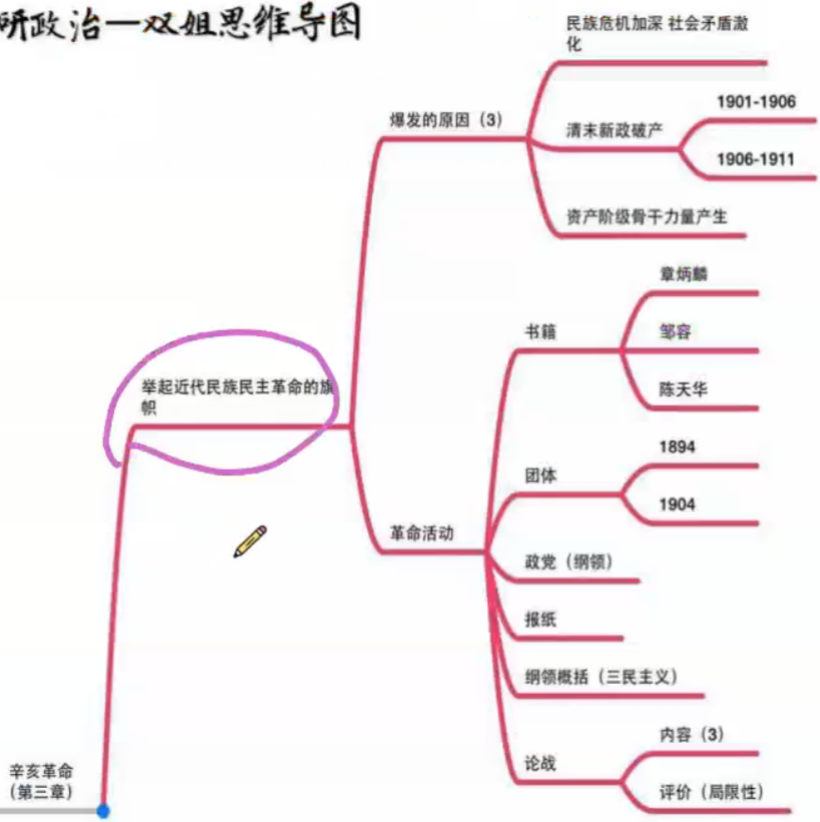 研政治一双姐思维导图
民族危机加深 社会矛盾激
化
爆发的原因（3）
清末新政破产
1901-1906
1906-1911
资产阶级骨干力量产生
举起近代民族民主革命的旗
帜
革命活动
书籍
章炳麟
邹容
陈天华
团体
1894
1904
政党（纲领）
报纸
纲领概括（三民主义）
论战
内容（3）
评价（局限性）
辛亥革命
（第三章）